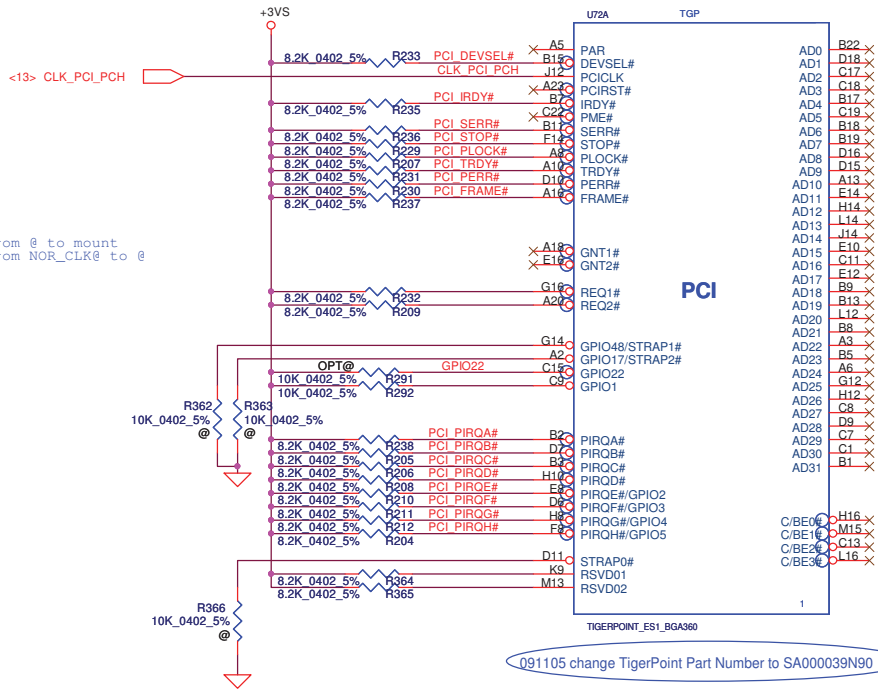 +3VS
U72A
TGP
<13> CLK_PCI_PCH
8.2K_0402_5% R233 PCI_DEVSEL#
CLK_PCI_PCH
PCI_IRDY#
8.2K_0402_5% R235
PCI_SERR#
8.2K_0402_5% R236 PCI_STOP#
8.2K_0402_5% R229 PCI_PLOCK#
8.2K_0402_5% R207 PCI_TRDY#
8.2K_0402_5% R231 PCI_PERR#
8.2K_0402_5% R230 PCI_FRAME#
8.2K_0402_5% R237
om @ to mount
om NOR_CLK@ to @
8.2K_0402_5% R232
8.2K_0402_5% R209
OPT@ GPIO22
10K_0402_5% R291
10K_0402_5% R292
R362
10K_0402_5%
@
R363
10K_0402_5%
@
PCI_PIRQA#
8.2K_0402_5% R238 PCI_PIRQB#
8.2K_0402_5% R205 PCI_PIRQC#
8.2K_0402_5% R206 PCI_PIRQD#
8.2K_0402_5% R208 PCI_PIRQE#
8.2K_0402_5% R210 PCI_PIRQF#
8.2K_0402_5% R211 PCI_PIRQG#
8.2K_0402_5% R212 PCI_PIRQH#
8.2K_0402_5% R204
8.2K_0402_5% R364
8.2K_0402_5% R365
R366
10K_0402_5%
@
A5 PAR
B15 DEVSEL#
J12 PCICLK
A23 PCIRST#
B7 IRDY#
C22 PME#
B11 SERR#
F14 STOP#
A8 PLOCK#
A10 TRDY#
D10 PERR#
A16 FRAME#
A18 GNT1#
E16 GNT2#
G16 REQ1#
A20 REQ2#
G14 GPIO48/STRAP1#
A2 GPIO17/STRAP2#
C15 GPIO22
C9 GPIO1
B2 PIRQA#
D7 PIRQB#
B3 PIRQC#
H10 PIRQD#
E8 PIRQE#/GPIO2
D6 PIRQF#/GPIO3
H8 PIRQG#/GPIO4
F8 PIRQH#/GPIO5
D11 STRAP0#
K9 RSVD01
M13 RSVD02
PCI
AD0 B22
AD1 D18
AD2 C17
AD3 C18
AD4 B17
AD5 C19
AD6 B18
AD7 B19
AD8 D16
AD9 D15
AD10 A13
AD11 E14
AD12 H14
AD13 L14
AD14 J14
AD15 E10
AD16 C11
AD17 E12
AD18 B9
AD19 B13
AD20 L12
AD21 B8
AD22 A3
AD23 B5
AD24 A6
AD25 G12
AD26 H12
AD27 C8
AD28 D9
AD29 C7
AD30 C1
AD31 B1
C/BE0# H16
C/BE1# M15
C/BE2# C13
C/BE3# L16
1
TIGERPOINT_ES1_BGA360
091105 change TigerPoint Part Number to SA000039N90